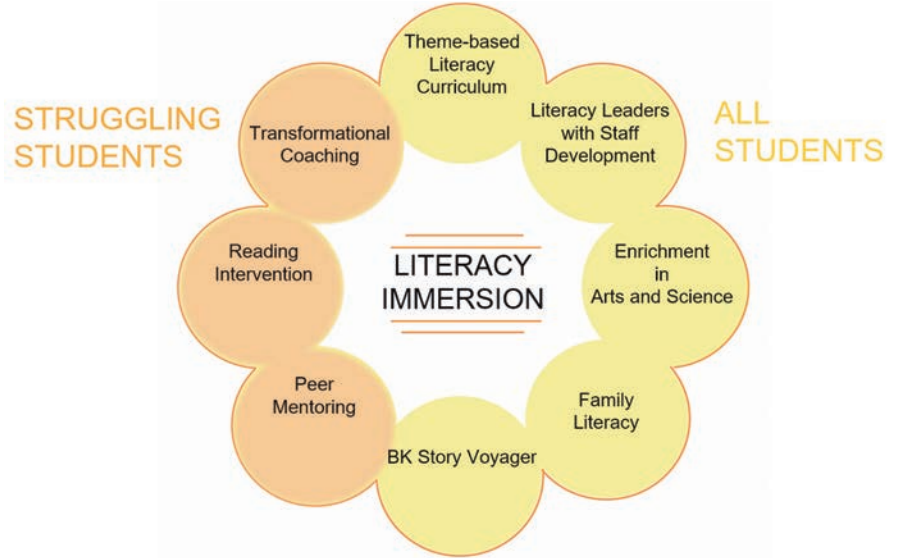 STRUGGLING
STUDENTS
ALL
STUDENTS
Theme-based
Literacy
Curriculum
Literacy Leaders
with Staff
Development
Enrichment
in
Arts and Science
Family
Literacy
BK Story Voyager
Peer
Mentoring
Reading
Intervention
Transformational
Coaching
LITERACY
IMMERSION